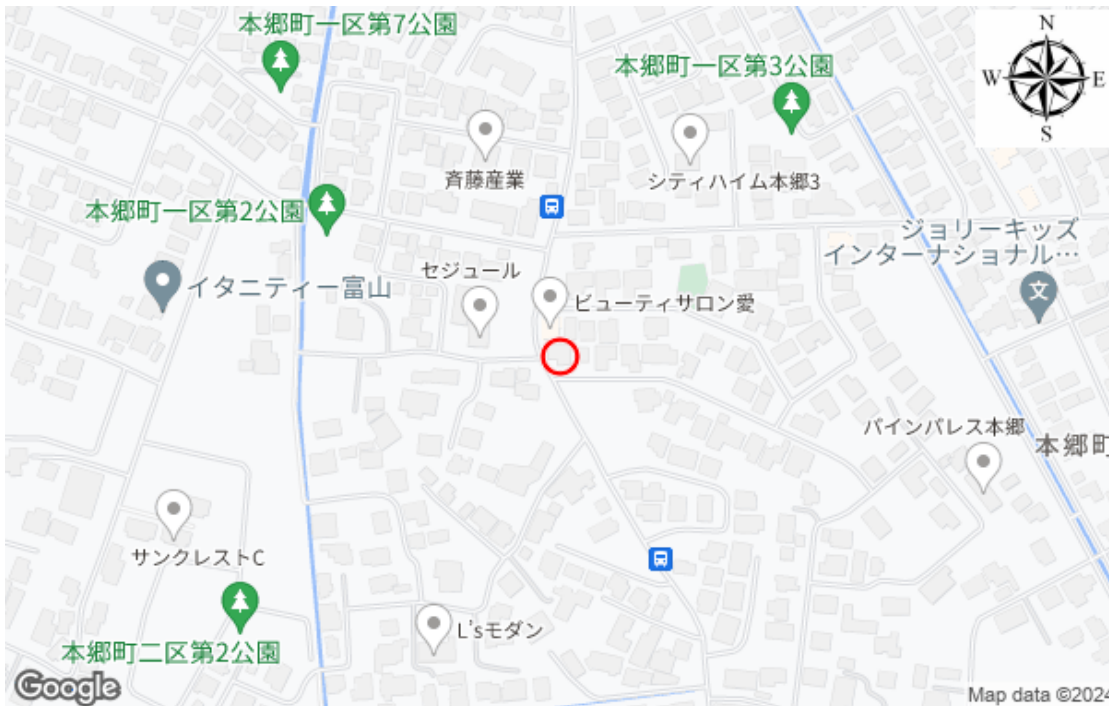 本郷町一区第7公園
N
W
E
S
本郷町一区第3公園
斉藤産業
シティハイム本郷3
本郷町一区第2公園
ジョリーキッズ
インターナショナル…
イタニティー富山
セジュール
ビューティサロン愛
文
パインパレス本郷
本郷町
サンクレストC
L'sモダン
本郷町二区第2公園
Google
Map data ©2024